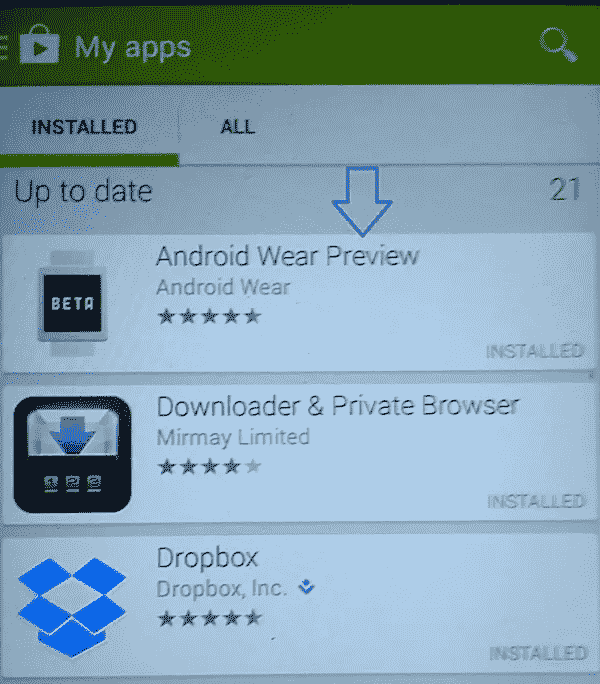 My apps
INSTALLED ALL
Up to date 21
Android Wear Preview
BETA
Android Wear
INSTALLED
Downloader & Private Browser
Mirmay Limited
INSTALLED
Dropbox
Dropbox, Inc.
INSTALLED